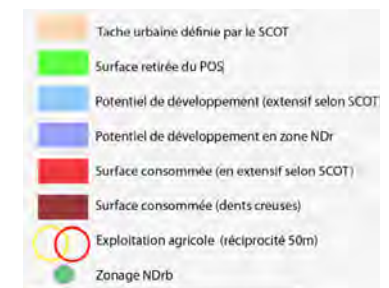 Tache urbaine définie par le SCOT
Surface retirée du POS
Potentiel de développement (extensif selon SCOT)
Potentiel de développement en zone NDr
Surface consommée (en extensif selon SCOT)
Surface consommée (dents creuses)
Exploitation agricole (réciprocité 50m)
Zonage NDrb